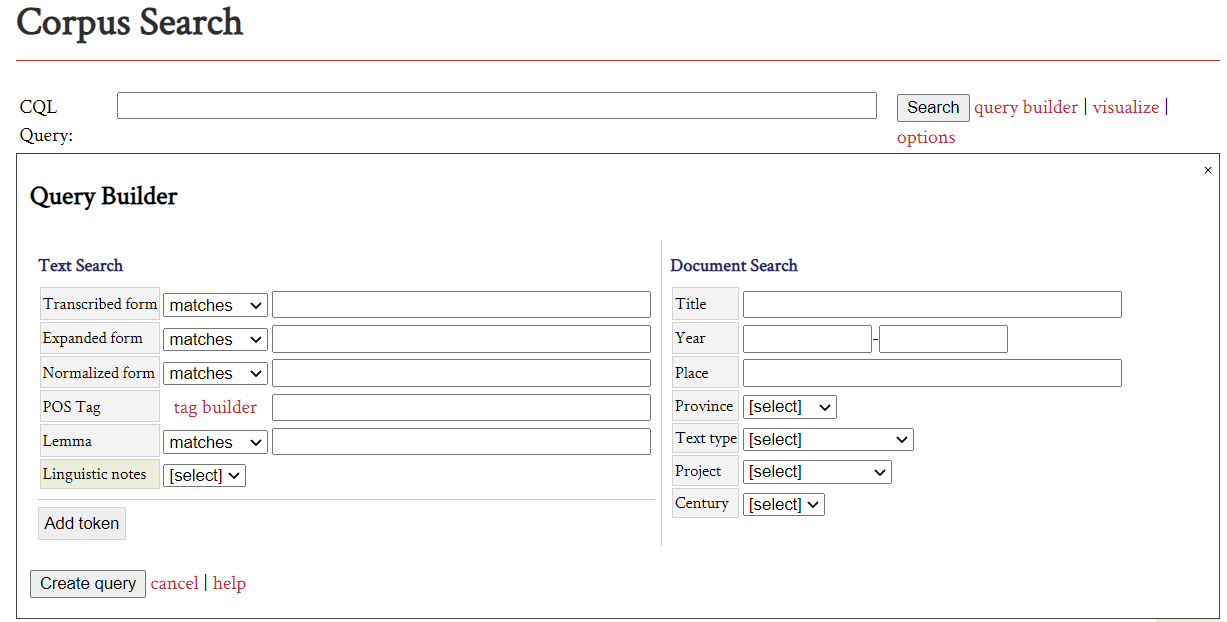 Corpus Search
CQL Query:
Search query builder | visualize | options
×
Query Builder
Text Search
Transcribed form matches
Expanded form matches
Normalized form matches
POS Tag tag builder
Lemma matches
Linguistic notes [select]
Add token
Document Search
Title
Year -
Place
Province [select]
Text type [select]
Project [select]
Century [select]
Create query cancel | help